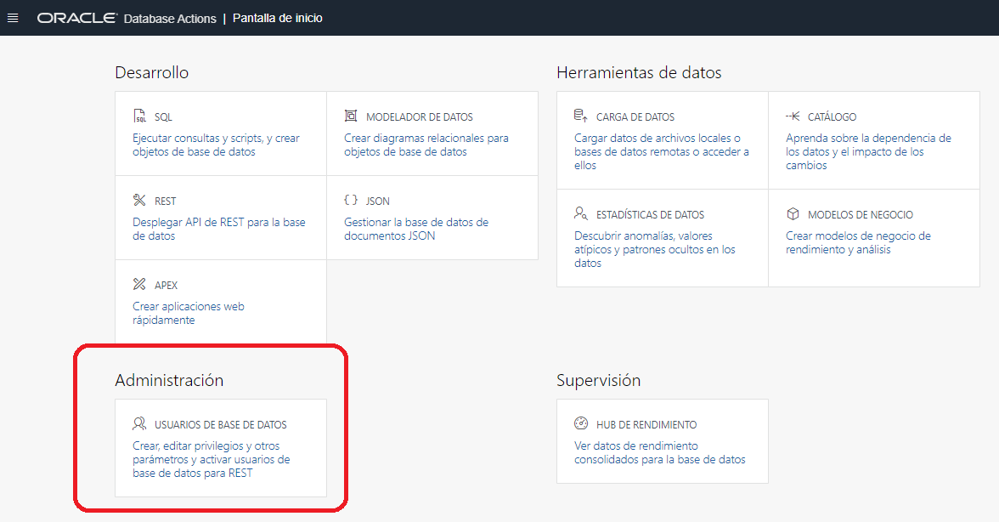 ORACLE Database Actions | Pantalla de inicio
Desarrollo
SQL
Ejecutar consultas y scripts, y crear
objetos de base de datos
MODELADOR DE DATOS
Crear diagramas relacionales para
objetos de base de datos
REST
Desplegar API de REST para la base
de datos
{ } JSON
Gestionar la base de datos de
documentos JSON
APEX
Crear aplicaciones web
rápidamente
Herramientas de datos
CARGA DE DATOS
Cargar datos de archivos locales o
bases de datos remotas o acceder a
ellos
CATÁLOGO
Aprenda sobre la dependencia de
los datos y el impacto de los
cambios
ESTADÍSTICAS DE DATOS
Descubrir anomalías, valores
atípicos y patrones ocultos en los
datos
MODELOS DE NEGOCIO
Crear modelos de negocio de
rendimiento y análisis
Administración
USUARIOS DE BASE DE DATOS
Crear, editar privilegios y otros
parámetros y activar usuarios de
base de datos para REST
Supervisión
HUB DE RENDIMIENTO
Ver datos de rendimiento
consolidados para la base de datos